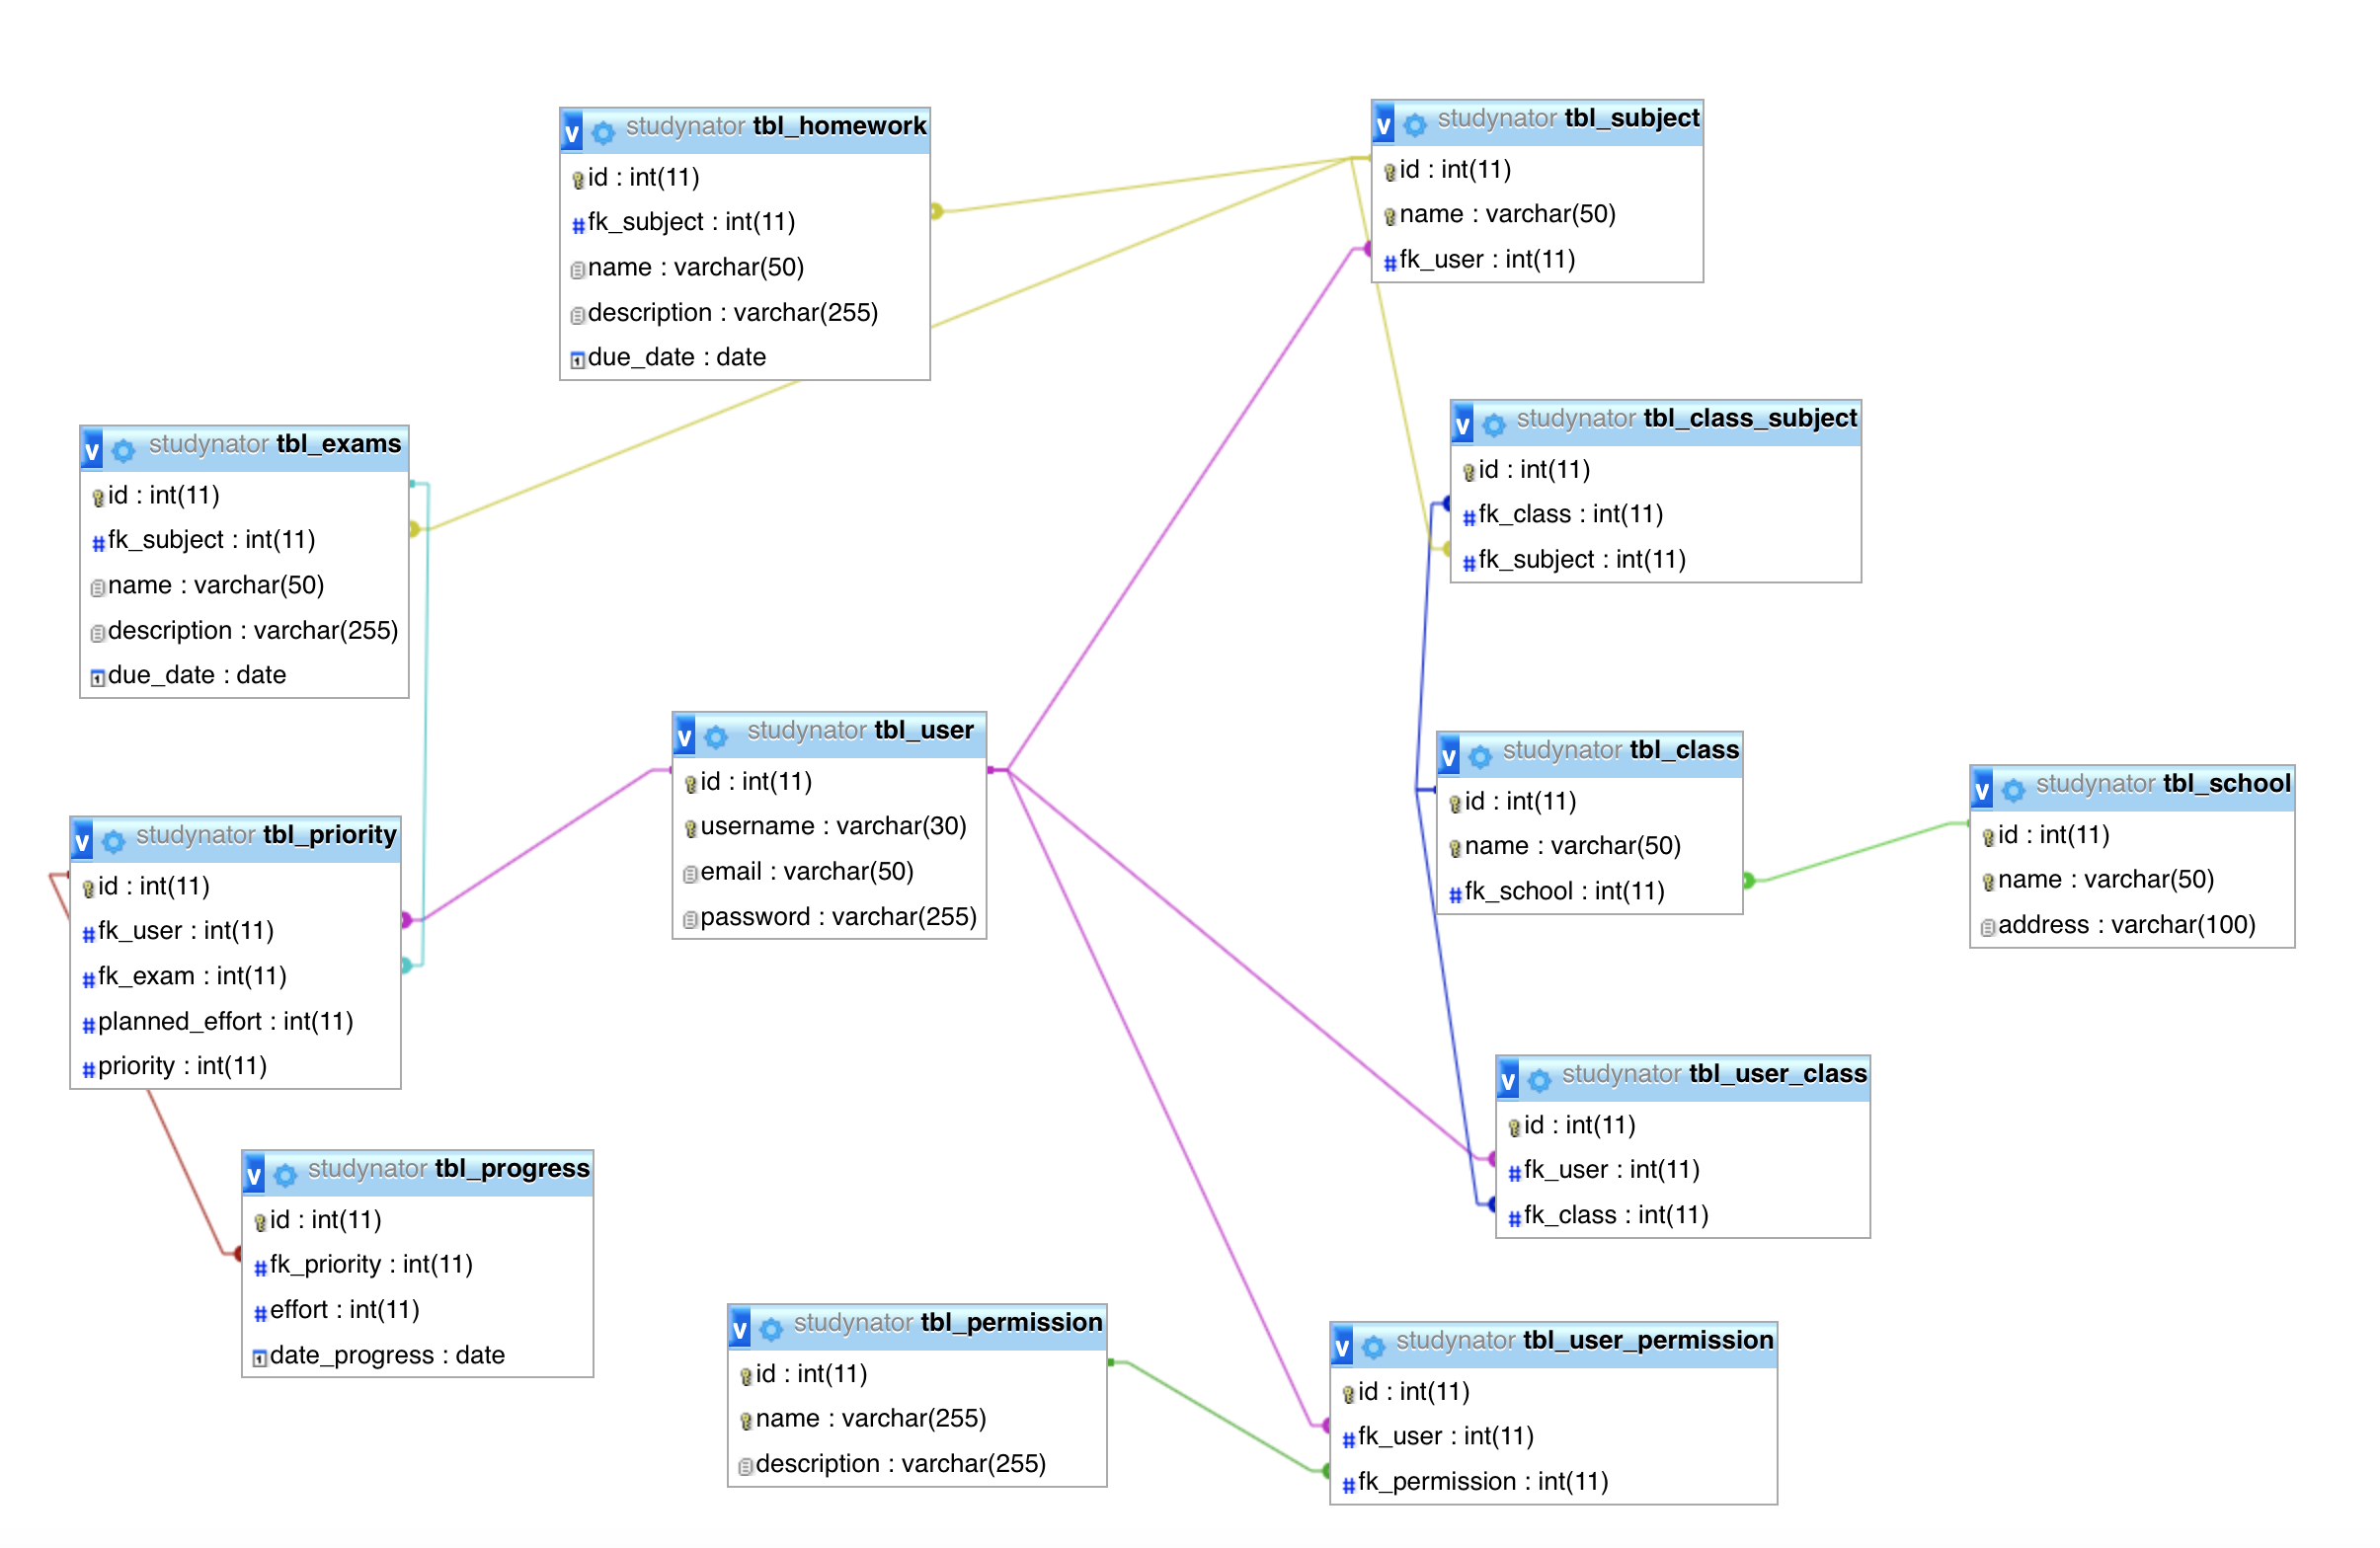 studynator tbl_homework
id : int(11)
fk_subject : int(11)
name : varchar(50)
description : varchar(255)
due_date : date
studynator tbl_subject
id : int(11)
name : varchar(50)
fk_user : int(11)
studynator tbl_class_subject
id : int(11)
fk_class : int(11)
fk_subject : int(11)
studynator tbl_exams
id : int(11)
fk_subject : int(11)
name : varchar(50)
description : varchar(255)
due_date : date
studynator tbl_user
id : int(11)
username : varchar(30)
email : varchar(50)
password : varchar(255)
studynator tbl_class
id : int(11)
name : varchar(50)
fk_school : int(11)
studynator tbl_school
id : int(11)
name : varchar(50)
address : varchar(100)
studynator tbl_priority
id : int(11)
fk_user : int(11)
fk_exam : int(11)
planned_effort : int(11)
priority : int(11)
studynator tbl_user_class
id : int(11)
fk_user : int(11)
fk_class : int(11)
studynator tbl_progress
id : int(11)
fk_priority : int(11)
effort : int(11)
date_progress : date
studynator tbl_permission
id : int(11)
name : varchar(255)
description : varchar(255)
studynator tbl_user_permission
id : int(11)
fk_user : int(11)
fk_permission : int(11)